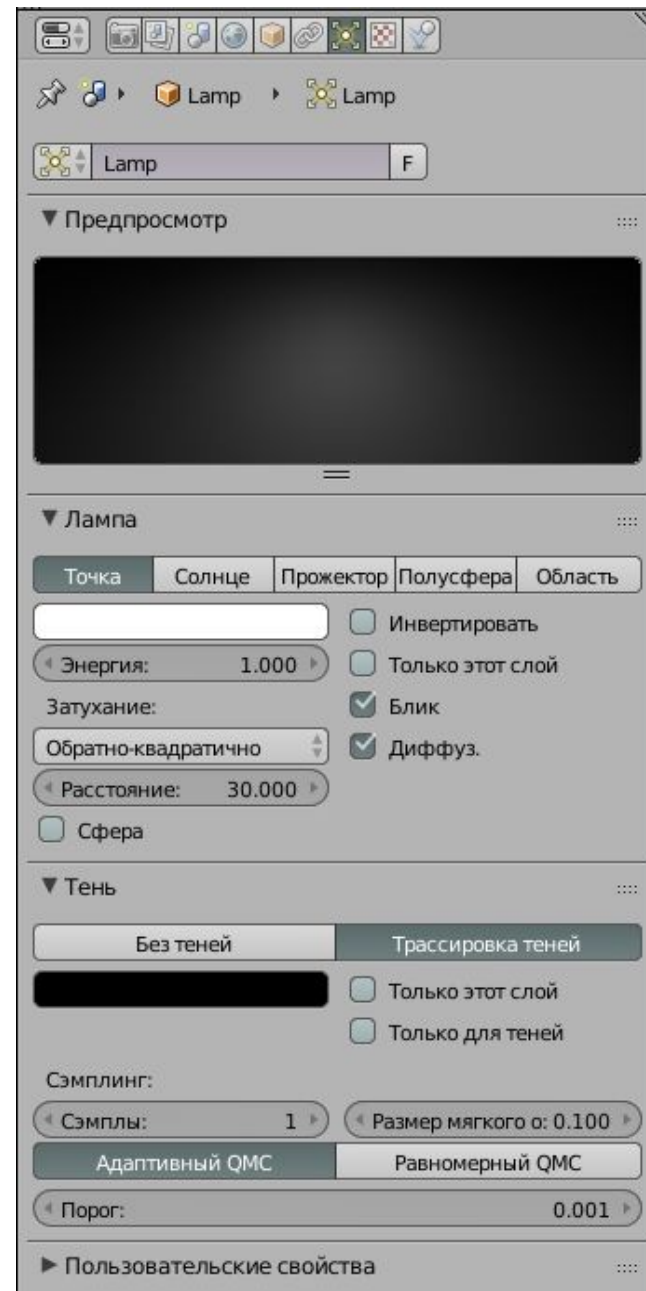 Lamp Lamp
Lamp F
Предпросмотр
Лампа
Точка Солнце Прожектор Полусфера Область
Инвертировать
Энергия: 1.000 Только этот слой
Затухание: Блик
Обратно-квадратично Диффуз.
Расстояние: 30.000
Сфера
Тень
Без теней Трассировка теней
Только этот слой
Только для теней
Сэмплинг:
Сэмплы: 1 Размер мягкого о: 0.100
Адаптивный QMC Равномерный QMC
Порог: 0.001
Пользовательские свойства